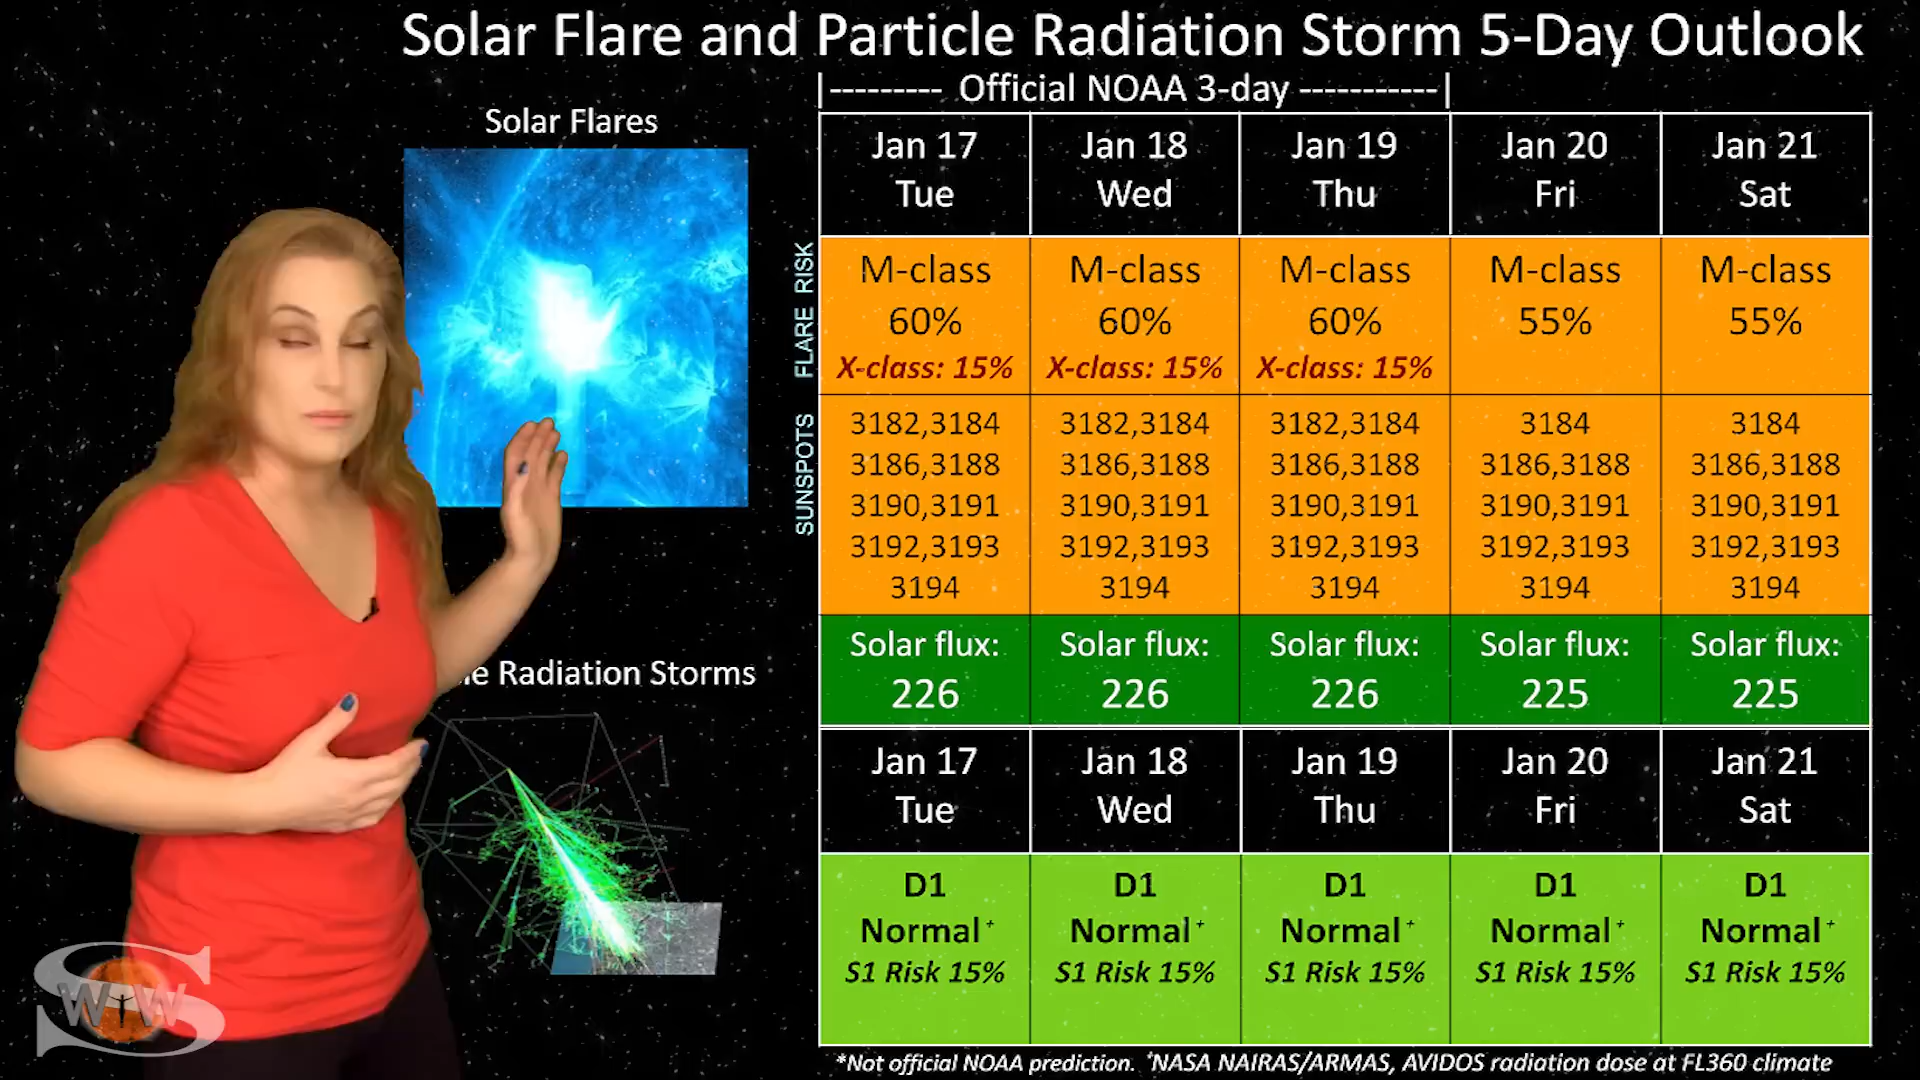 Solar Flare and Particle Radiation Storm 5-Day Outlook
|--------- Official NOAA 3-day -----------|
Solar Flares
Jan 17 Jan 18 Jan 19 Jan 20 Jan 21
Tue Wed Thu Fri Sat
FLARE RISK
M-class M-class M-class M-class M-class
60% 60% 60% 55% 55%
X-class: 15% X-class: 15% X-class: 15%
SUNSPOTS
3182,3184 3182,3184 3182,3184 3184 3184
3186,3188 3186,3188 3186,3188 3186,3188 3186,3188
3190,3191 3190,3191 3190,3191 3190,3191 3190,3191
3192,3193 3192,3193 3192,3193 3192,3193 3192,3193
3194 3194 3194 3194 3194
Solar flux: Solar flux: Solar flux: Solar flux: Solar flux:
226 226 226 225 225
Radiation Storms
Jan 17 Jan 18 Jan 19 Jan 20 Jan 21
Tue Wed Thu Fri Sat
D1 D1 D1 D1 D1
Normal+ Normal+ Normal+ Normal+ Normal+
S1 Risk 15% S1 Risk 15% S1 Risk 15% S1 Risk 15% S1 Risk 15%
*Not official NOAA prediction. +NASA NAIRAS/ARMAS, AVIDOS radiation dose at FL360 climate
SWTW